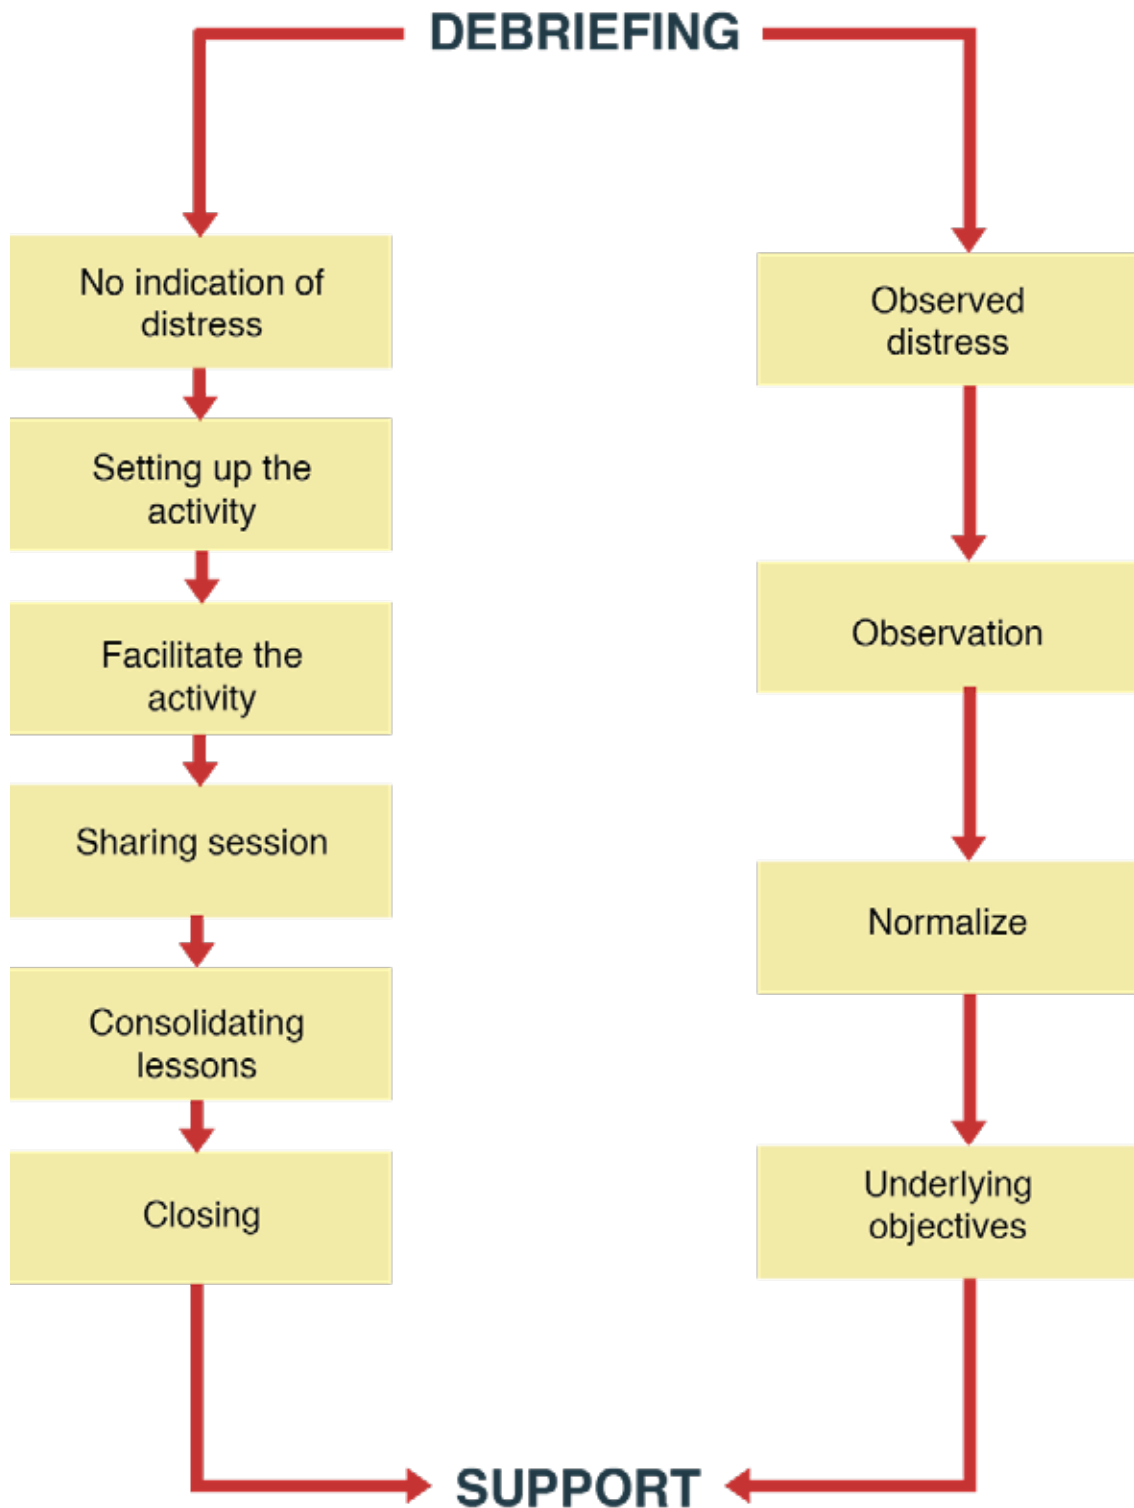 DEBRIEFING
No indication of
distress
Setting up the
activity
Facilitate the
activity
Sharing session
Consolidating
lessons
Closing
Observed
distress
Observation
Normalize
Underlying
objectives
SUPPORT